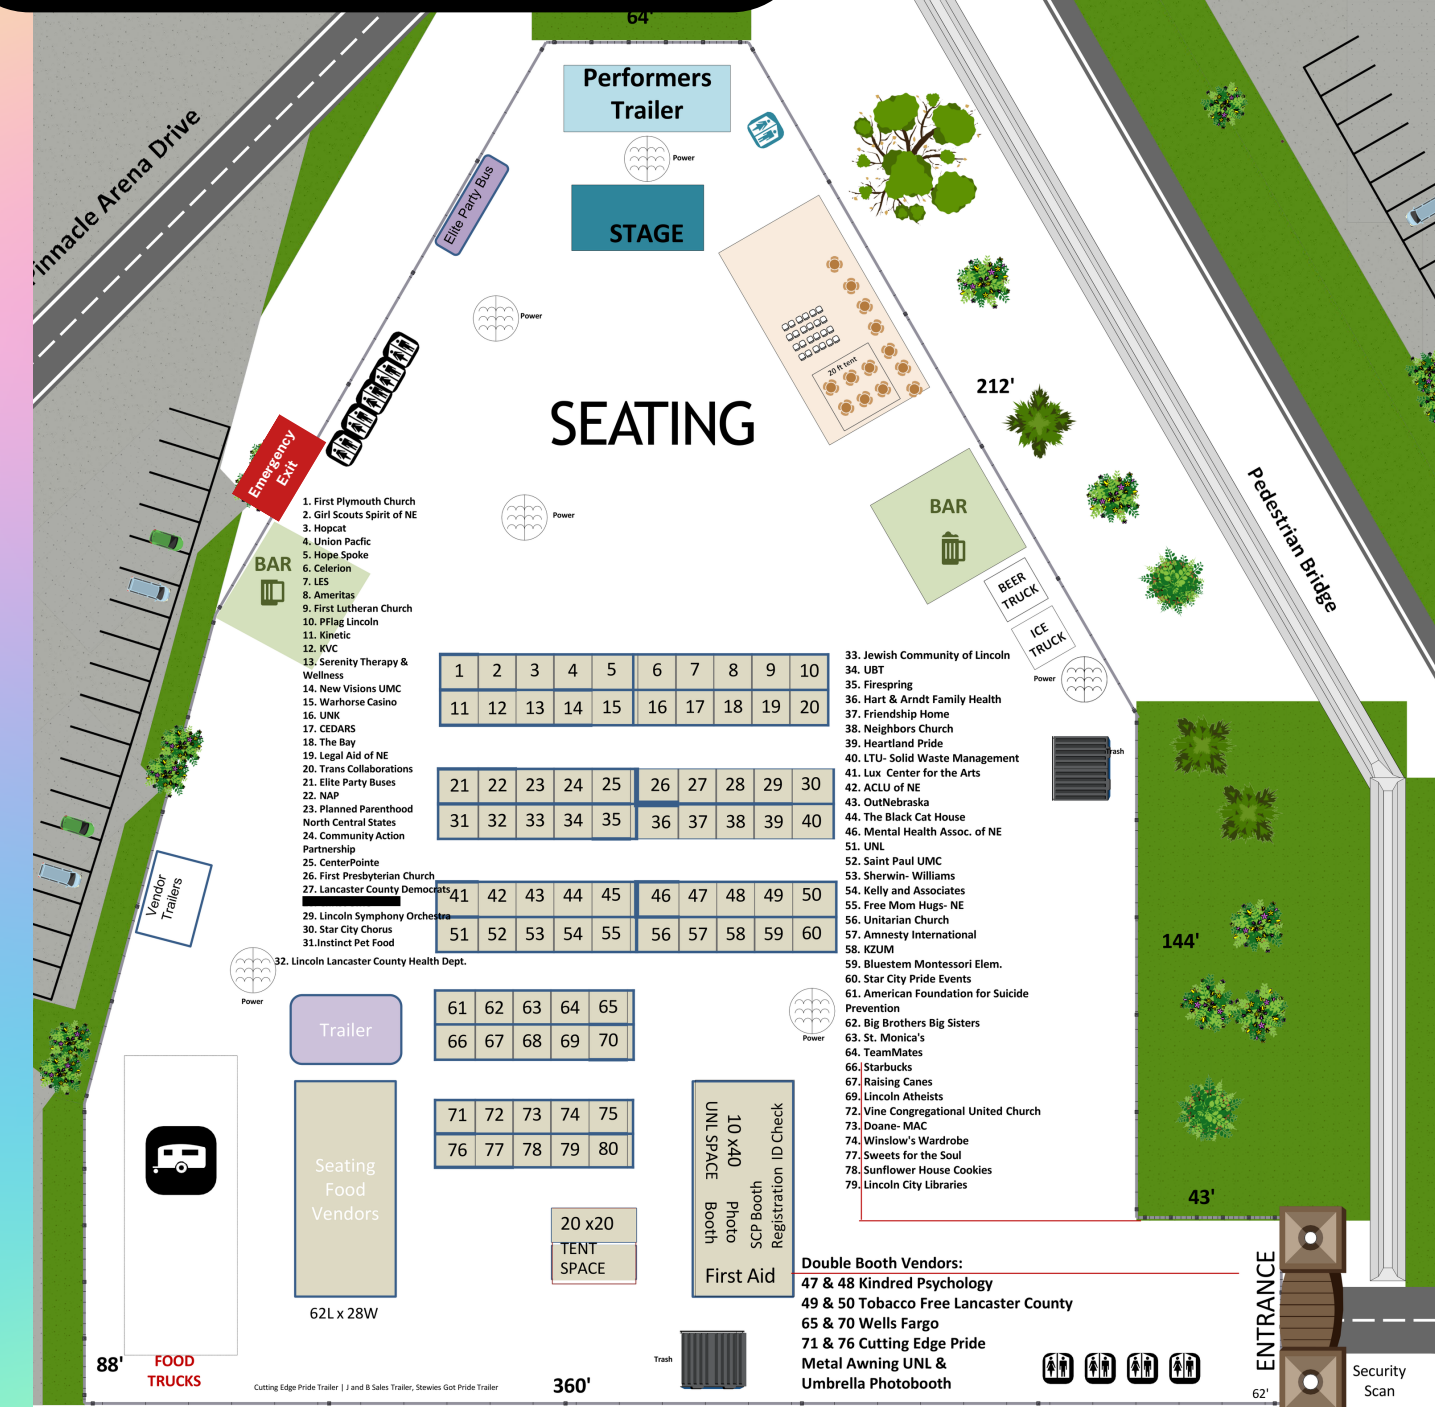 64'
Performers
Trailer
Power
STAGE
Elite Party Bus
Pinnacle Arena Drive
Power
20 ft tent
212'
SEATING
Emergency
Exit
Power
BAR
BAR
BEER
TRUCK
ICE
TRUCK
Power
Pedestrian Bridge
1. First Plymouth Church
2. Girl Scouts Spirit of NE
3. Hopcat
4. Union Pacfic
5. Hope Spoke
6. Celerion
7. LES
8. Ameritas
9. First Lutheran Church
10. PFlag Lincoln
11. Kinetic
12. KVC
13. Serenity Therapy &
Wellness
14. New Visions UMC
15. Warhorse Casino
16. UNK
17. CEDARS
18. The Bay
19. Legal Aid of NE
20. Trans Collaborations
21. Elite Party Buses
22. NAP
23. Planned Parenthood
North Central States
24. Community Action
Partnership
25. CenterPointe
26. First Presbyterian Church
27. Lancaster County Democrats
29. Lincoln Symphony Orchestra
30. Star City Chorus
31.Instinct Pet Food
32. Lincoln Lancaster County Health Dept.
1 2 3 4 5 6 7 8 9 10
11 12 13 14 15 16 17 18 19 20
21 22 23 24 25 26 27 28 29 30
31 32 33 34 35 36 37 38 39 40
41 42 43 44 45 46 47 48 49 50
51 52 53 54 55 56 57 58 59 60
61 62 63 64 65
66 67 68 69 70
71 72 73 74 75
76 77 78 79 80
33. Jewish Community of Lincoln
34. UBT
35. Firespring
36. Hart & Arndt Family Health
37. Friendship Home
38. Neighbors Church
39. Heartland Pride
40. LTU- Solid Waste Management
41. Lux Center for the Arts
42. ACLU of NE
43. OutNebraska
44. The Black Cat House
46. Mental Health Assoc. of NE
51. UNL
52. Saint Paul UMC
53. Sherwin- Williams
54. Kelly and Associates
55. Free Mom Hugs- NE
56. Unitarian Church
57. Amnesty International
58. KZUM
59. Bluestem Montessori Elem.
60. Star City Pride Events
61. American Foundation for Suicide
Prevention
62. Big Brothers Big Sisters
63. St. Monica's
64. TeamMates
66. Starbucks
67. Raising Canes
69. Lincoln Atheists
72. Vine Congregational United Church
73. Doane- MAC
74. Winslow's Wardrobe
77. Sweets for the Soul
78. Sunflower House Cookies
79. Lincoln City Libraries
Trash
144'
43'
Vendor
Trailers
Power
Power
Trailer
Seating
Food
Vendors
62L x 28W
20 x20
TENT
SPACE
UNL SPACE Booth
10 x40 Photo
SCP Booth
Registration ID Check
First Aid
Double Booth Vendors:
47 & 48 Kindred Psychology
49 & 50 Tobacco Free Lancaster County
65 & 70 Wells Fargo
71 & 76 Cutting Edge Pride
Metal Awning UNL &
Umbrella Photobooth
ENTRANCE
62'
Security
Scan
Trash
88'
FOOD
TRUCKS
Cutting Edge Pride Trailer | J and B Sales Trailer, Stewies Got Pride Trailer
360'